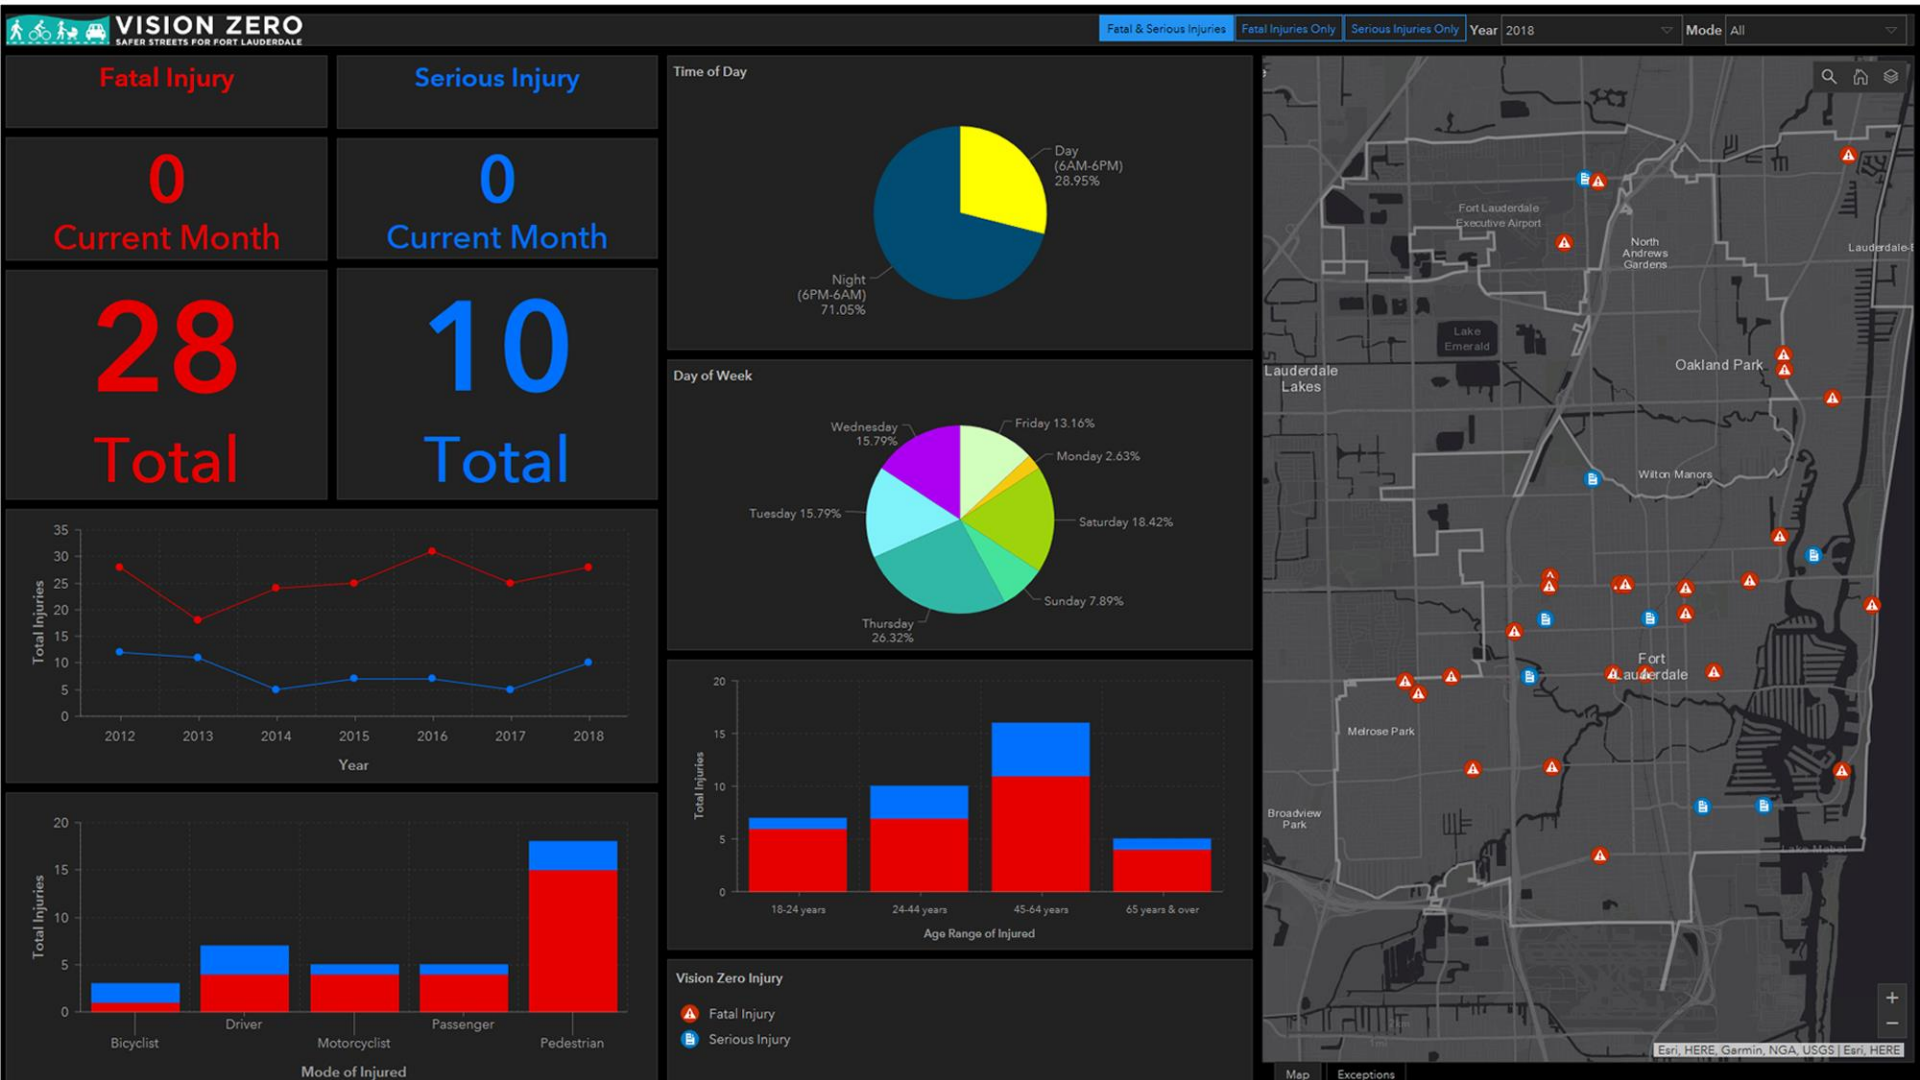 VISION ZERO
SAFER STREETS FOR FORT LAUDERDALE
Fatal & Serious Injuries
Fatal Injuries Only
Serious Injuries Only
Year 2018
Mode All
Fatal Injury
Serious Injury
0
Current Month
0
Current Month
28
Total
10
Total
35
30
25
20
15
10
5
0
Total Injuries
2012 2013 2014 2015 2016 2017 2018
Year
20
15
10
5
0
Total Injuries
Bicyclist
Driver
Motorcyclist
Passenger
Pedestrian
Mode of Injured
Time of Day
Day
(6AM-6PM)
28.95%
Night
(6PM-6AM)
71.05%
Day of Week
Wednesday
15.79%
Friday 13.16%
Monday 2.63%
Tuesday 15.79%
Saturday 18.42%
Sunday 7.89%
Thursday
26.32%
20
15
10
5
0
Total Injuries
18-24 years
24-44 years
45-64 years
65 years & over
Age Range of Injured
Vision Zero Injury
Fatal Injury
Serious Injury
Fort Lauderdale
Executive Airport
North
Andrews
Gardens
Lauderdale-
Lake
Emerald
Lauderdale
Lakes
Oakland Park
Wilton Manors
Fort
Lauderdale
Melrose Park
Broadview
Park
Lake Mabel
1mi
+
−
Esri, HERE, Garmin, NGA, USGS | Esri, HERE
Map
Exceptions